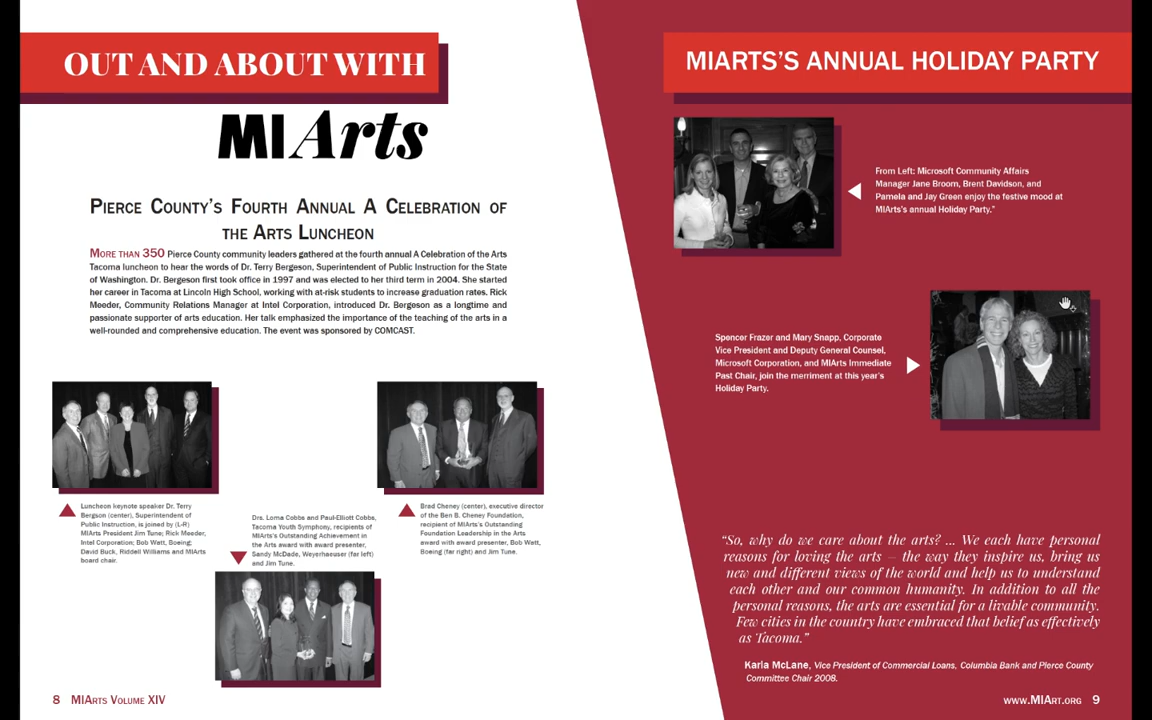 OUT AND ABOUT WITH
MIArts
PIERCE COUNTY'S FOURTH ANNUAL A CELEBRATION OF
THE ARTS LUNCHEON
MORE THAN 350 Pierce County community leaders gathered at the fourth annual A Celebration of the Arts
Tacoma luncheon to hear the words of Dr. Terry Bergeson, Superintendent of Public Instruction for the State
of Washington. Dr. Bergeson first took office in 1997 and was elected to her third term in 2004. She started
her career in Tacoma at Lincoln High School, working with at-risk students to increase graduation rates. Rick
Meeder, Community Relations Manager at Intel Corporation, introduced Dr. Bergeson as a longtime and
passionate supporter of arts education. Her talk emphasized the importance of the teaching of the arts in a
well-rounded and comprehensive education. The event was sponsored by COMCAST.
Luncheon keynote speaker Dr. Terry
Bergson (center), Superintendent of
Public Instruction, is joined by (L-R)
MIArts President Jim Tune; Rick Meeder,
Intel Corporation; Bob Watt, Boeing;
David Buck, Riddell Williams and MIArts
board chair.
Drs. Lorna Cobbs and Paul-Elliott Cobbs,
Tacoma Youth Symphony, recipients of
MIArts's Outstanding Achievement in
the Arts award with award presenter,
Sandy McDade, Weyerhaeuser (far left)
and Jim Tune.
Brad Cheney (center), executive director
of the Ben B. Cheney Foundation,
recipient of MIArts's Outstanding
Foundation Leadership in the Arts
award with award presenter, Bob Watt,
Boeing (far right) and Jim Tune.
8 MIARTS VOLUME XIV
MIARTS'S ANNUAL HOLIDAY PARTY
From Left: Microsoft Community Affairs
Manager Jane Broom, Brent Davidson, and
Pamela and Jay Green enjoy the festive mood at
MIArts's annual Holiday Party."
Spencer Frazer and Mary Snapp, Corporate
Vice President and Deputy General Counsel,
Microsoft Corporation, and MIArts Immediate
Past Chair, join the merriment at this year's
Holiday Party.
"So, why do we care about the arts? ... We each have personal
reasons for loving the arts – the way they inspire us, bring us
new and different views of the world and help us to understand
each other and our common humanity. In addition to all the
personal reasons, the arts are essential for a livable community.
Few cities in the country have embraced that belief as effectively
as Tacoma."
Karla McLane, Vice President of Commercial Loans, Columbia Bank and Pierce County
Committee Chair 2008.
WWW.MIART.ORG 9